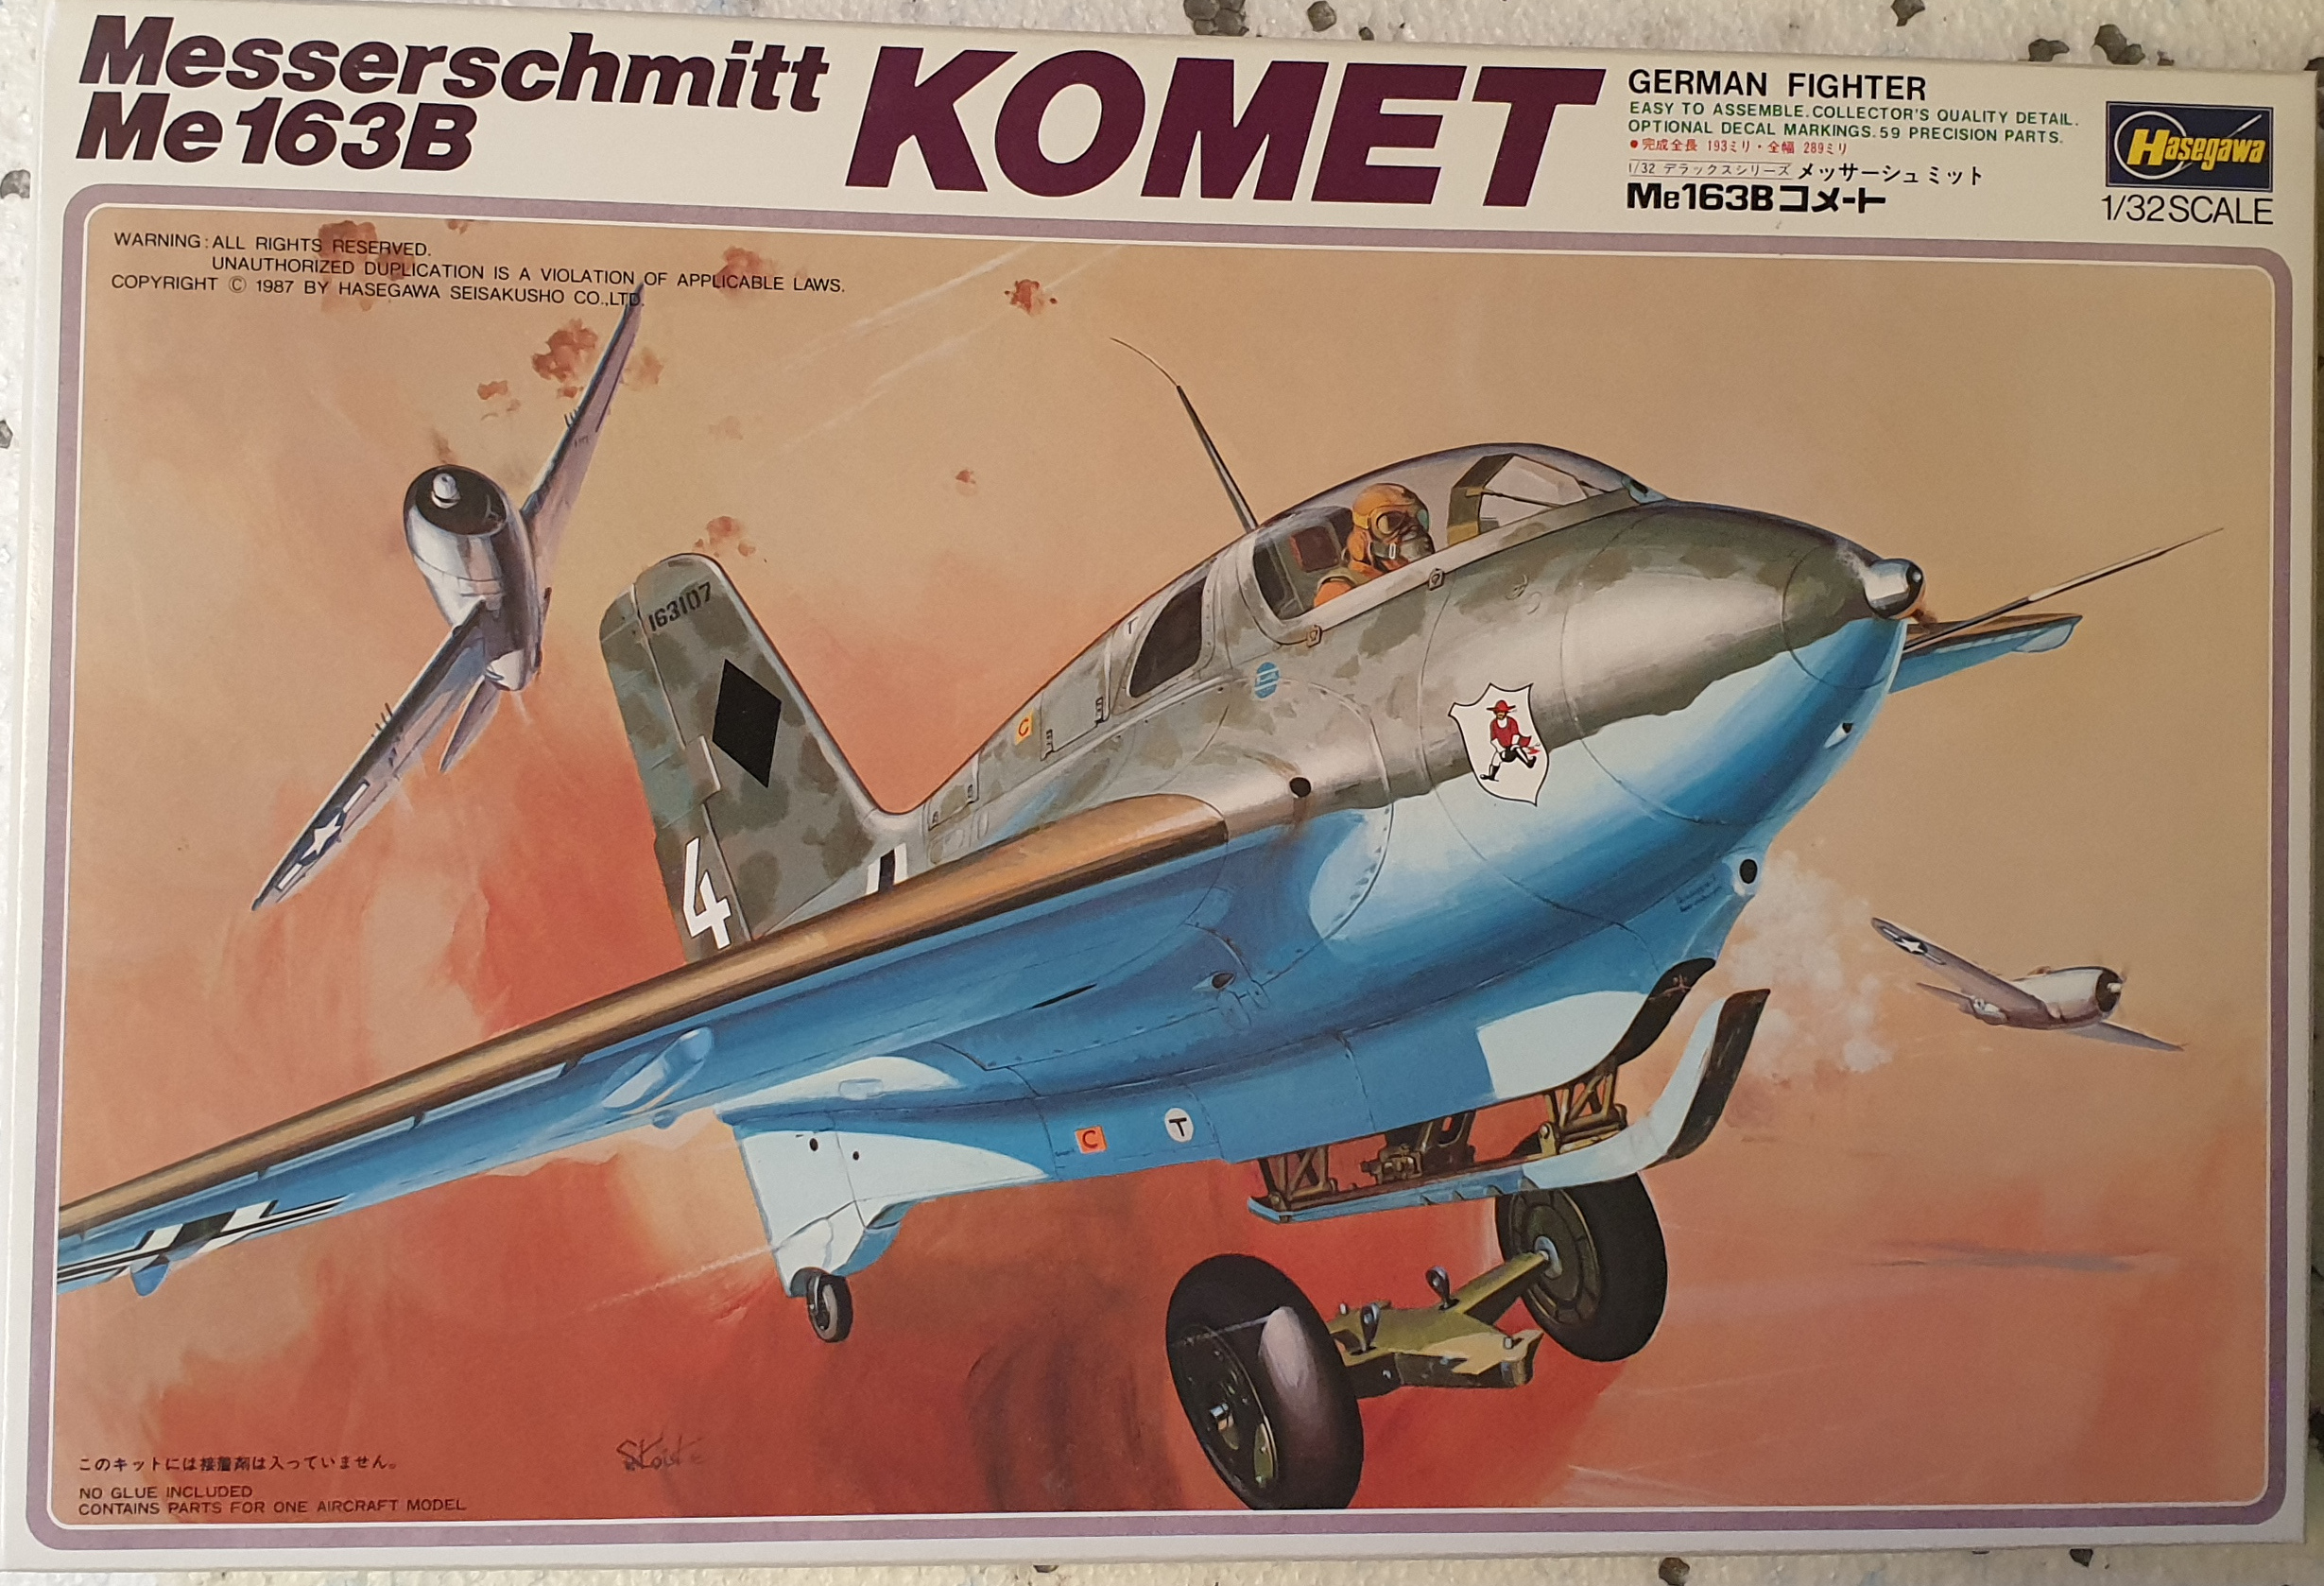 Messerschmitt
Me163B
KOMET
GERMAN FIGHTER
EASY TO ASSEMBLE. COLLECTOR'S QUALITY DETAIL.
OPTIONAL DECAL MARKINGS. 59 PRECISION PARTS.
●完成全長 193ミリ・全幅 289ミリ
1/32 デラックスシリーズ メッサーシュミット
Me163Bコメート
Hasegawa
1/32 SCALE
WARNING: ALL RIGHTS RESERVED.
UNAUTHORIZED DUPLICATION IS A VIOLATION OF APPLICABLE LAWS.
COPYRIGHT © 1987 BY HASEGAWA SEISAKUSHO CO.,LTD.
163107
C
4
C
T
このキットには接着剤は入っていません。
NO GLUE INCLUDED
CONTAINS PARTS FOR ONE AIRCRAFT MODEL